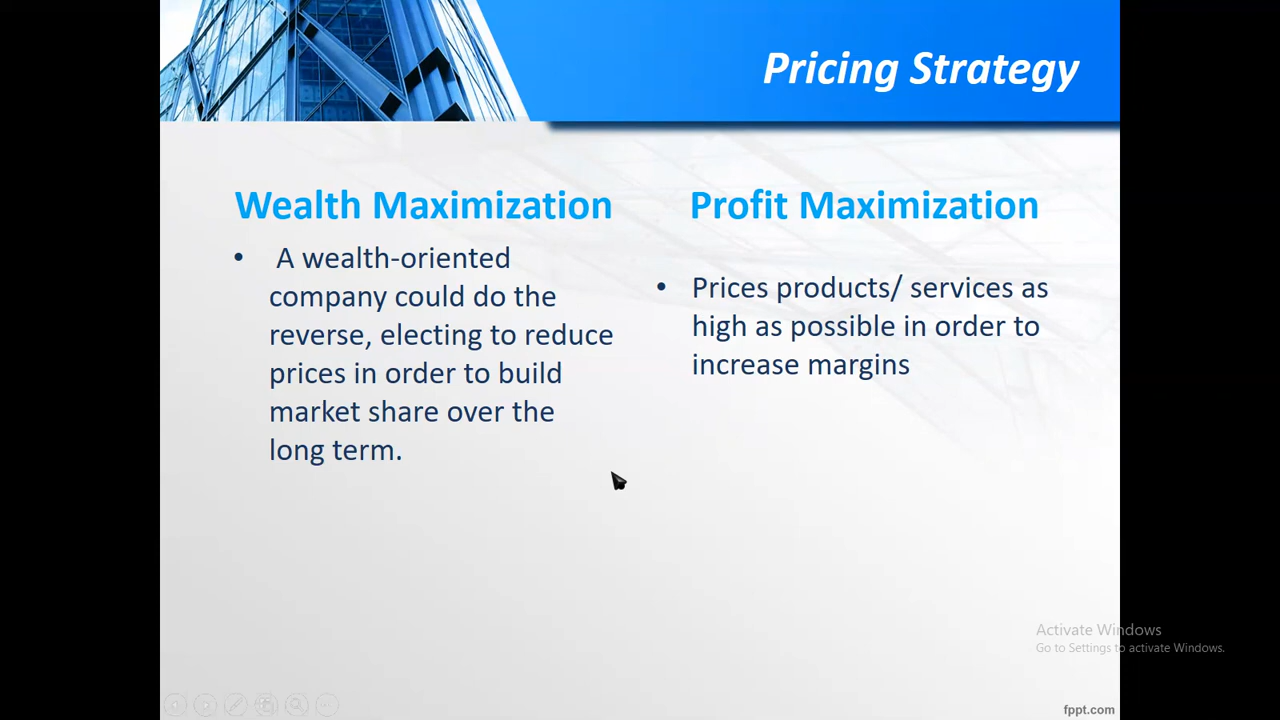 Pricing Strategy
Wealth Maximization
• A wealth-oriented
company could do the
reverse, electing to reduce
prices in order to build
market share over the
long term.
Profit Maximization
• Prices products/ services as
high as possible in order to
increase margins
Activate Windows
Go to Settings to activate Windows.
fppt.com